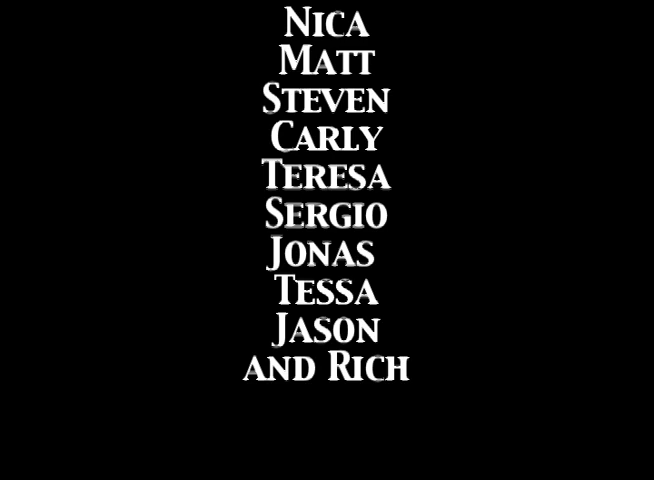 Nica
Matt
Steven
Carly
Teresa
Sergio
Jonas
Tessa
Jason
and Rich